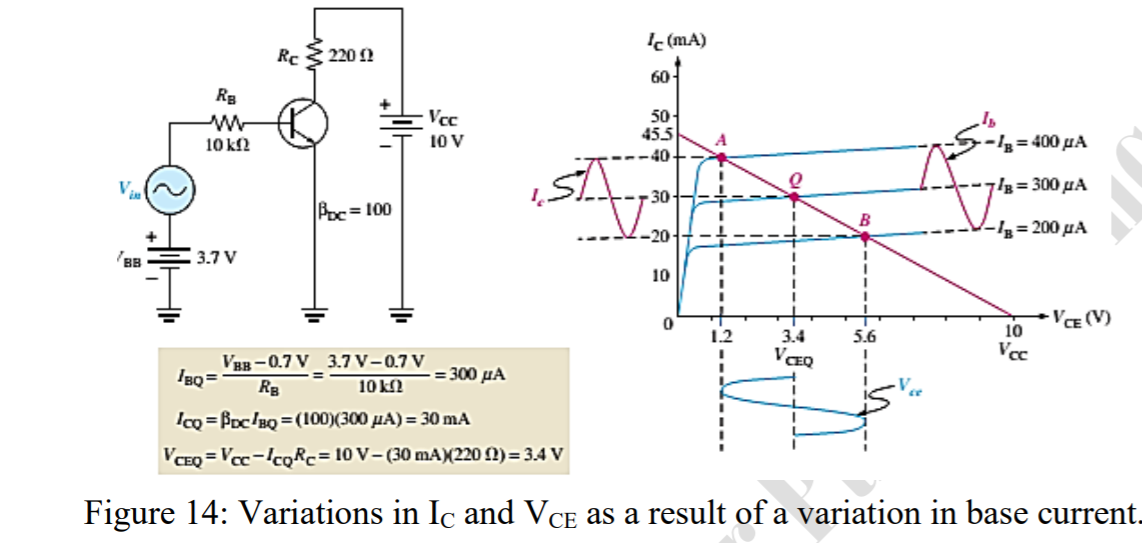 R_C 220 Ω
R_B
10 kΩ
+
V_CC
10 V
−
V_in
β_DC = 100
+
BB
3.7 V
−
I_BQ = (V_BB − 0.7 V)/R_B = (3.7 V − 0.7 V)/10 kΩ = 300 μA
I_CQ = β_DC I_BQ = (100)(300 μA) = 30 mA
V_CEQ = V_CC − I_CQ R_C = 10 V − (30 mA)(220 Ω) = 3.4 V
I_C (mA)
60
50
45.5
40
30
20
10
0
A
Q
B
I_c
I_b
I_B = 400 μA
I_B = 300 μA
I_B = 200 μA
1.2
3.4
5.6
10
V_CE (V)
V_CEQ
V_CC
V_ce
Figure 14: Variations in I_C and V_CE as a result of a variation in base current.